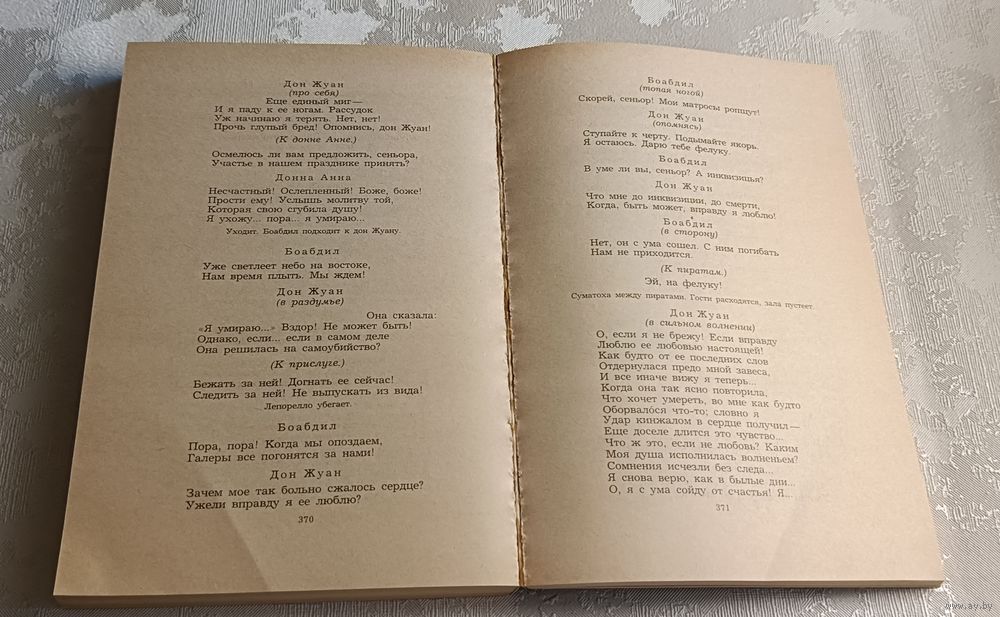 Дон Жуан
(про себя)
Еще единый миг—
И я паду к ее ногам. Рассудок
Уж начинаю я терять. Нет, нет!
Прочь глупый бред! Опомнись, дон Жуан!
(К донне Анне.)
Осмелюсь ли вам предложить, сеньора,
Участье в нашем празднике принять?
Донна Анна
Несчастный! Ослепленный! Боже, боже!
Прости ему! Услышь молитву той,
Которая свою сгубила душу!
Я ухожу... пора... я умираю...
Уходит. Боабдил подходит к дон Жуану.
Боабдил
Уже светлеет небо на востоке,
Нам время плыть. Мы ждем!
Дон Жуан
(в раздумье)
Она сказала:
«Я умираю...» Вздор! Не может быть!
Однако, если... если в самом деле
Она решилась на самоубийство?
(К прислуге.)
Бежать за ней! Догнать ее сейчас!
Следить за ней! Не выпускать из вида!
Лепорелло убегает.
Боабдил
Пора, пора! Когда мы опоздаем,
Галеры все погонятся за нами!
Дон Жуан
Зачем мое так больно сжалось сердце?
Ужели вправду я ее люблю?
370
Боабдил
(топая ногой)
Скорей, сеньор! Мои матросы ропщут!
Дон Жуан
(опомнясь)
Ступайте к черту. Подымайте якорь.
Я остаюсь. Дарю тебе фелуку.
Боабдил
В уме ли вы, сеньор? А инквизицья?
Дон Жуан
Что мне до инквизиции, до смерти,
Когда, быть может, вправду я люблю!
Боабдил
(в сторону)
Нет, он с ума сошел. С ним погибать
Нам не приходится.
(К пиратам.)
Эй, на фелуку!
Суматоха между пиратами. Гости расходятся, зала пустеет.
Дон Жуан
(в сильном волнении)
О, если я не брежу! Если вправду
Люблю ее любовью настоящей!
Как будто от ее последних слов
Отдернулася предо мной завеса,
И все иначе вижу я теперь...
Когда она так ясно повторила,
Что хочет умереть, во мне как будто
Оборвало́ся что-то; словно я
Удар кинжалом в сердце получил—
Еще доселе длится это чувство...
Что ж это, если не любовь? Каким
Моя душа исполнилась волненьем?
Сомнения исчезли без следа...
Я снова верю, как в былые дни...
О, я с ума сойду от счастья! Я...
371
www.ay.by